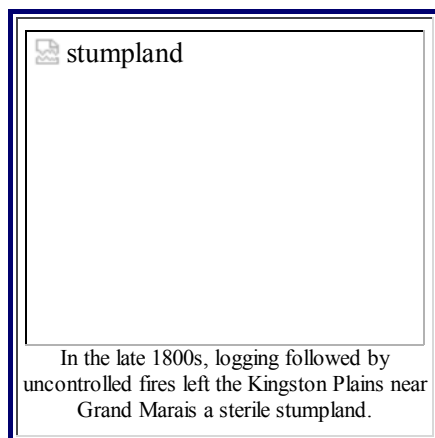 stumpland
In the late 1800s, logging followed by
uncontrolled fires left the Kingston Plains near
Grand Marais a sterile stumpland.